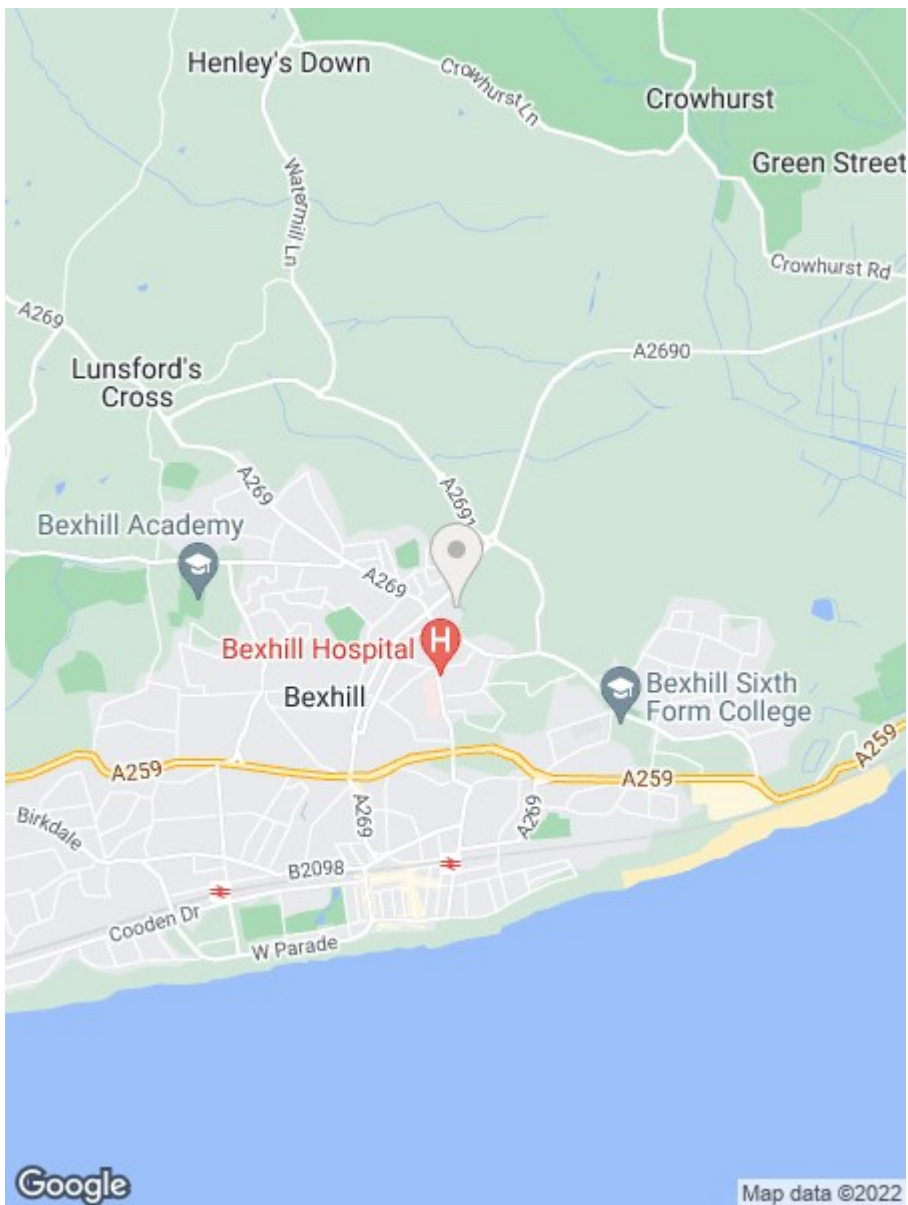 Henley's Down
Crowhurst Ln
Crowhurst
Green Street
Watermill Ln
Crowhurst Rd
A269
A2690
Lunsford's
Cross
A269
A2691
Bexhill Academy
A269
Bexhill Hospital
H
Bexhill
Bexhill Sixth
Form College
A259
A259
A259
Birkdale
A269
A269
B2098
Cooden Dr
W Parade
Google
Map data ©2022